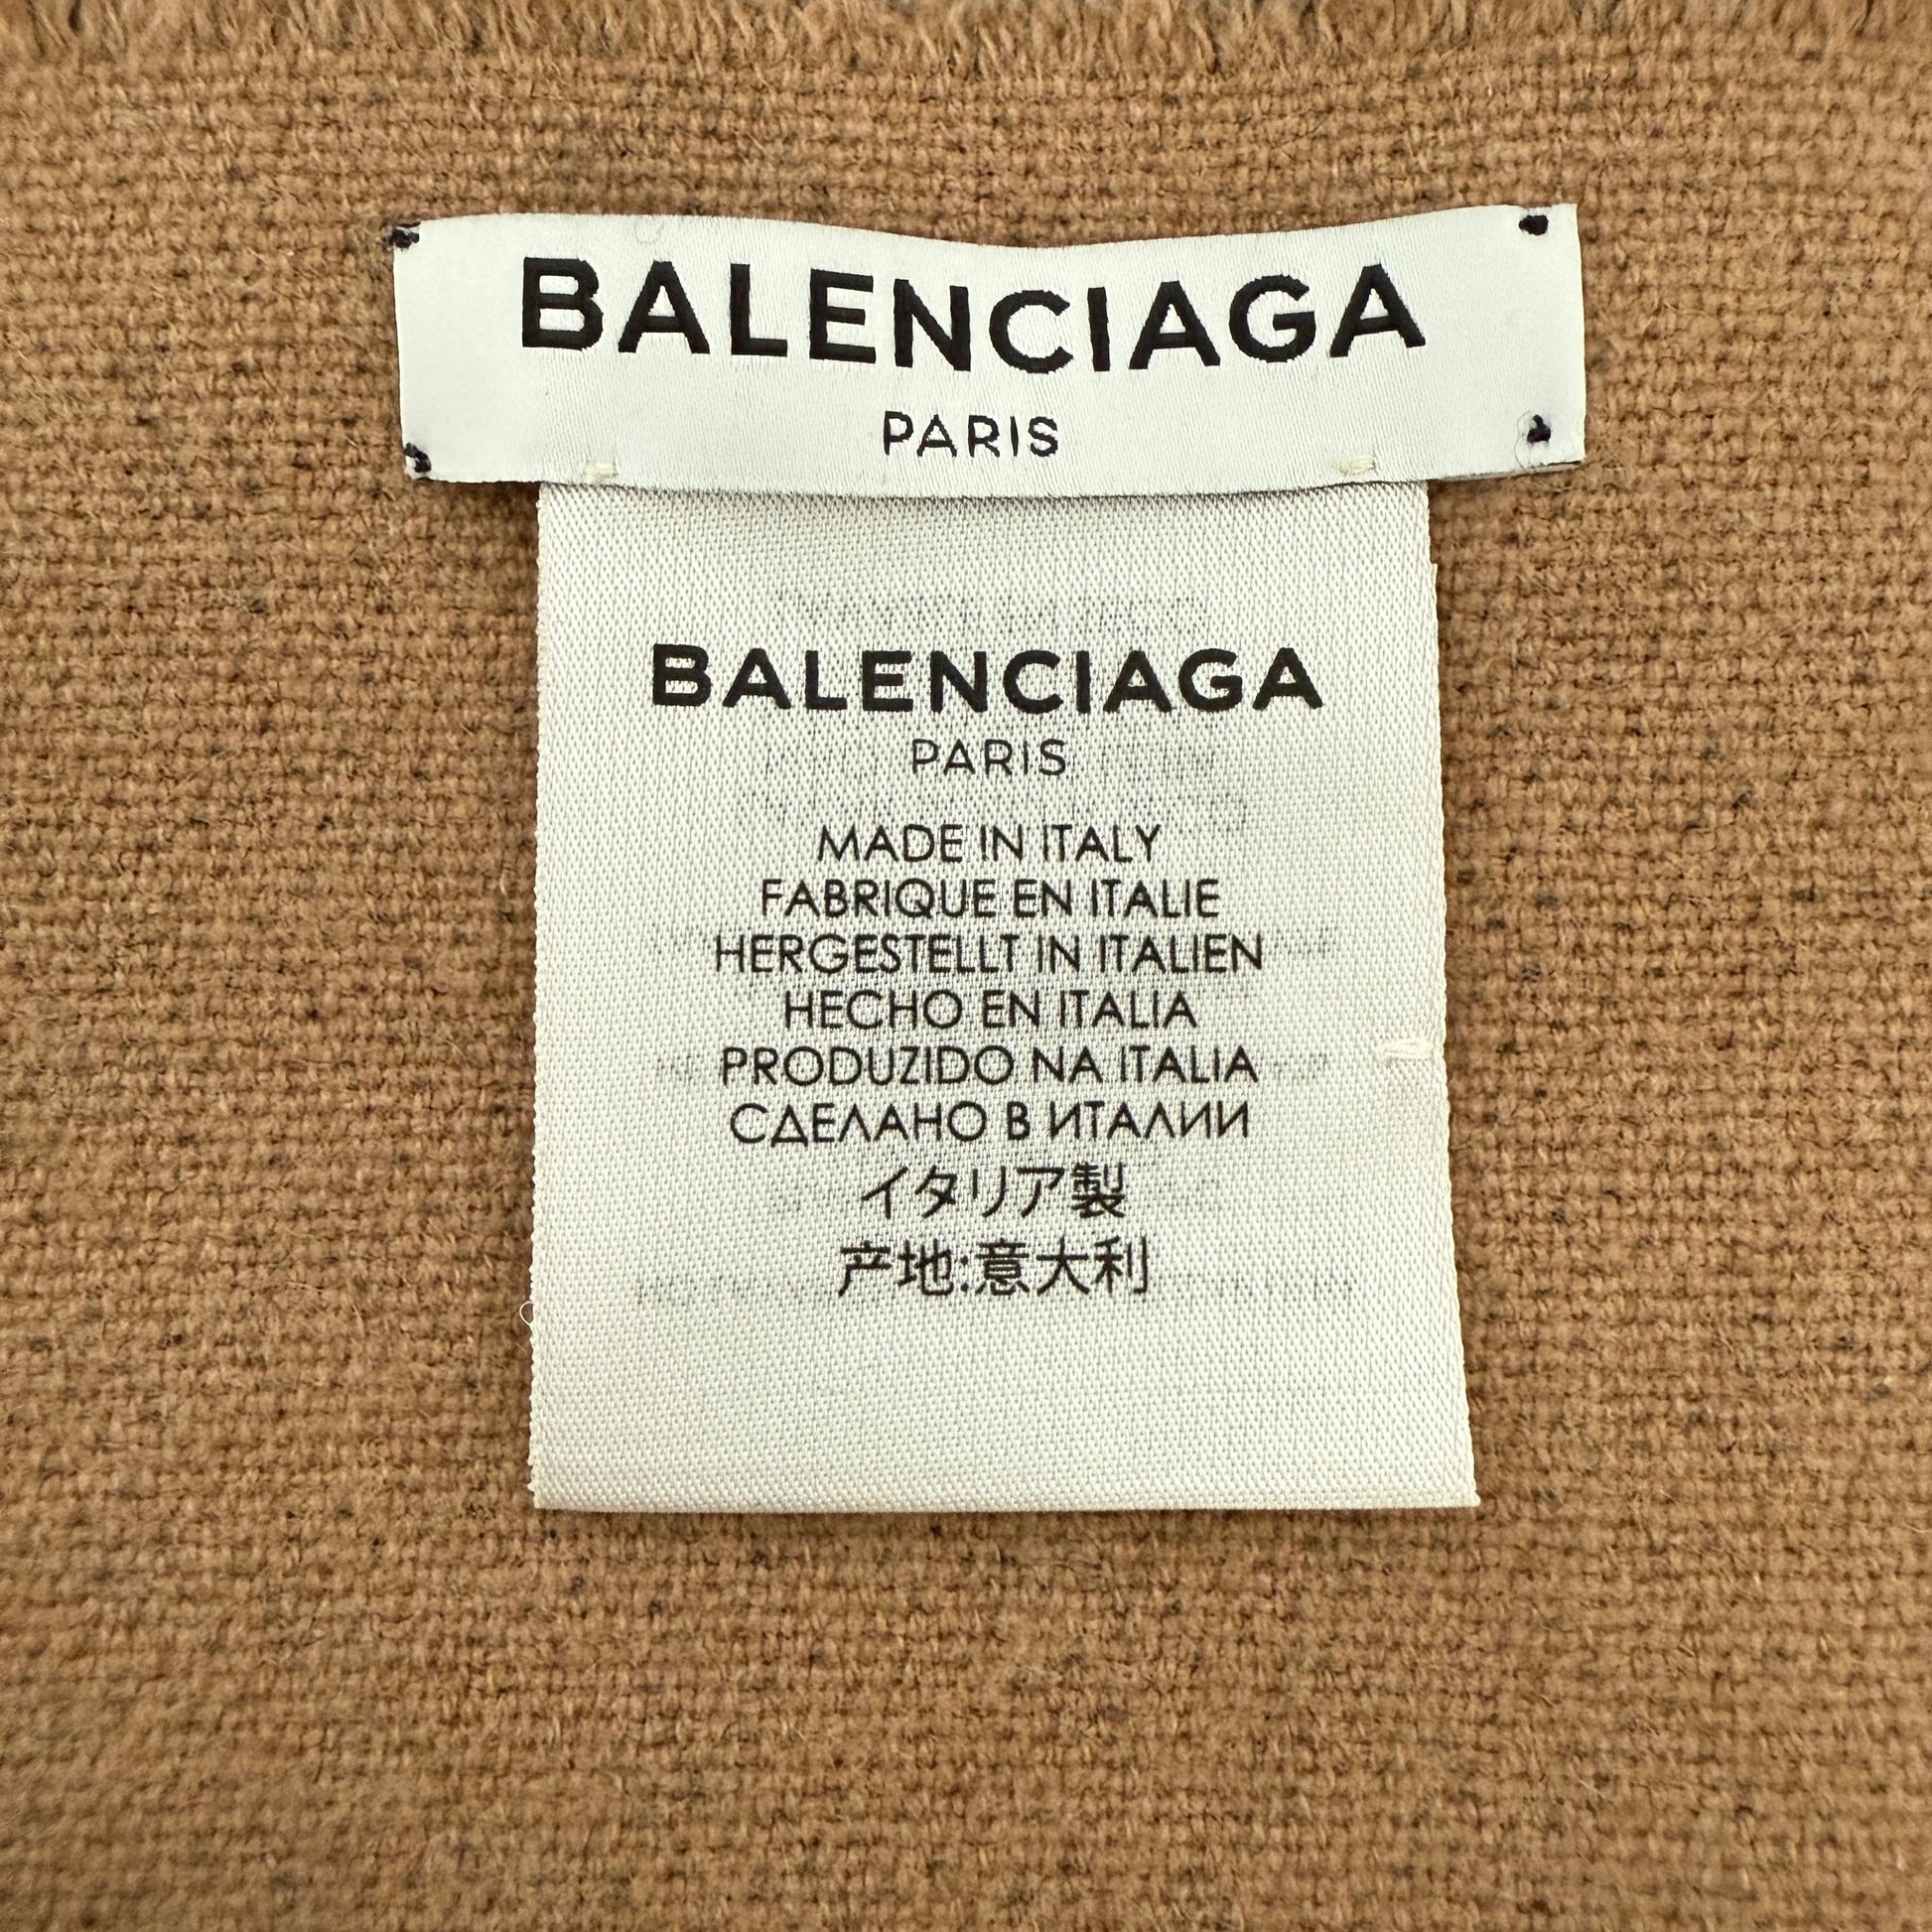 BALENCIAGA
PARIS
BALENCIAGA
PARIS
MADE IN ITALY
FABRIQUE EN ITALIE
HERGESTELLT IN ITALIEN
HECHO EN ITALIA
PRODUZIDO NA ITALIA
СДЕЛАНО В ИТАЛИИ
イタリア製
产地:意大利